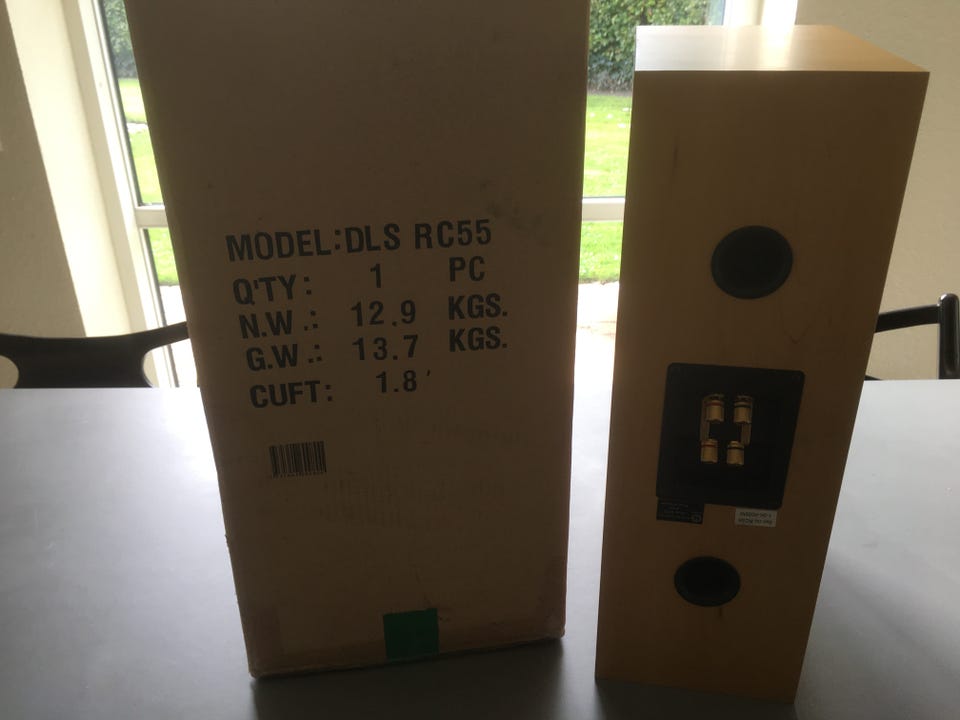 MODEL:DLS RC55
Q'TY: 1 PC
N.W.: 12.9 KGS.
G.W.: 13.7 KGS.
CUFT: 1.8